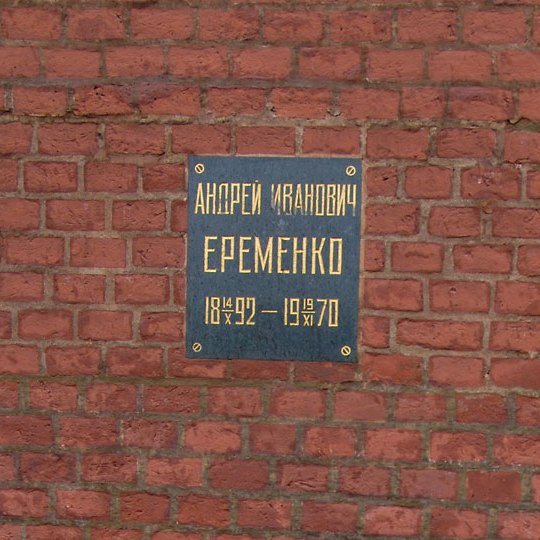 АНДРЕЙ ИВАНОВИЧ
ЕРЕМЕНКО
18 14/X 92 — 19 19/XI 70